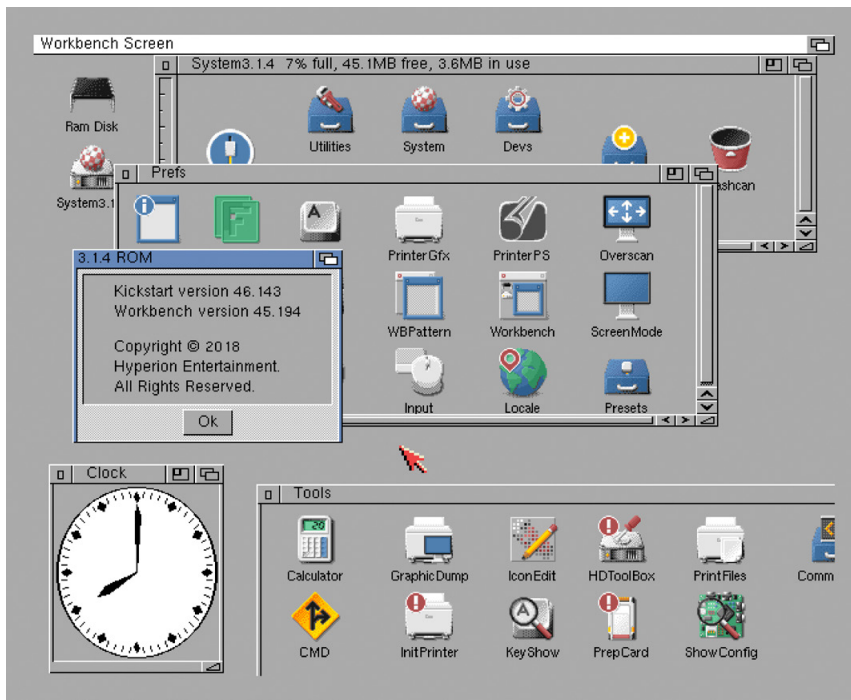 Workbench Screen
System3.1.4 7% full, 45.1MB free, 3.6MB in use
Ram Disk
Utilities
System
Devs
System3.1
shcan
Prefs
A
PrinterGfx
PrinterPS
Overscan
3.1.4 ROM
Kickstart version 46.143
Workbench version 45.194
Copyright © 2018
Hyperion Entertainment.
All Rights Reserved.
Ok
WBPattern
Workbench
ScreenMode
Input
Locale
Presets
Clock
Tools
Calculator
GraphicDump
IconEdit
HDToolBox
PrintFiles
Comm
CMD
InitPrinter
KeyShow
PrepCard
ShowConfig